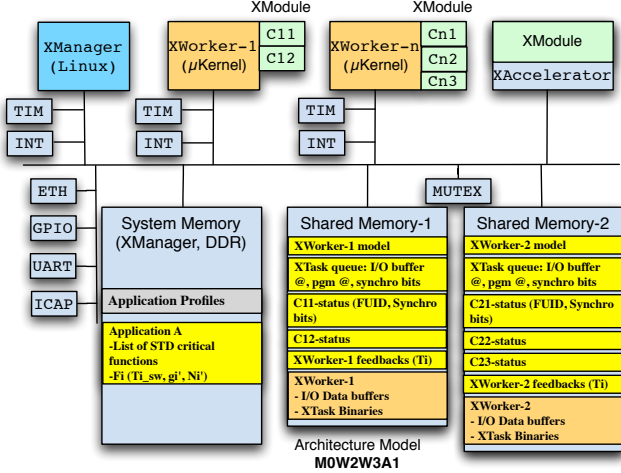 XModule
XModule
XManager
(Linux)
XWorker-1
(µKernel)
C11
C12
XWorker-n
(µKernel)
Cn1
Cn2
Cn3
XModule
XAccelerator
TIM
INT
TIM
INT
TIM
INT
ETH
GPIO
UART
ICAP
MUTEX
System Memory
(XManager, DDR)
Application Profiles
Application A
-List of STD critical
functions
-Fi (Ti_sw, gi', Ni')
Shared Memory-1
XWorker-1 model
XTask queue: I/O buffer
@, pgm @, synchro bits
C11-status (FUID, Synchro
bits)
C12-status
XWorker-1 feedbacks (Ti)
XWorker-1
- I/O Data buffers
- XTask Binaries
Shared Memory-2
XWorker-2 model
XTask queue: I/O buffer
@, pgm @, synchro bits
C21-status (FUID, Synchro
bits)
C22-status
C23-status
XWorker-2 feedbacks (Ti)
XWorker-2
- I/O Data buffers
- XTask Binaries
Architecture Model
M0W2W3A1